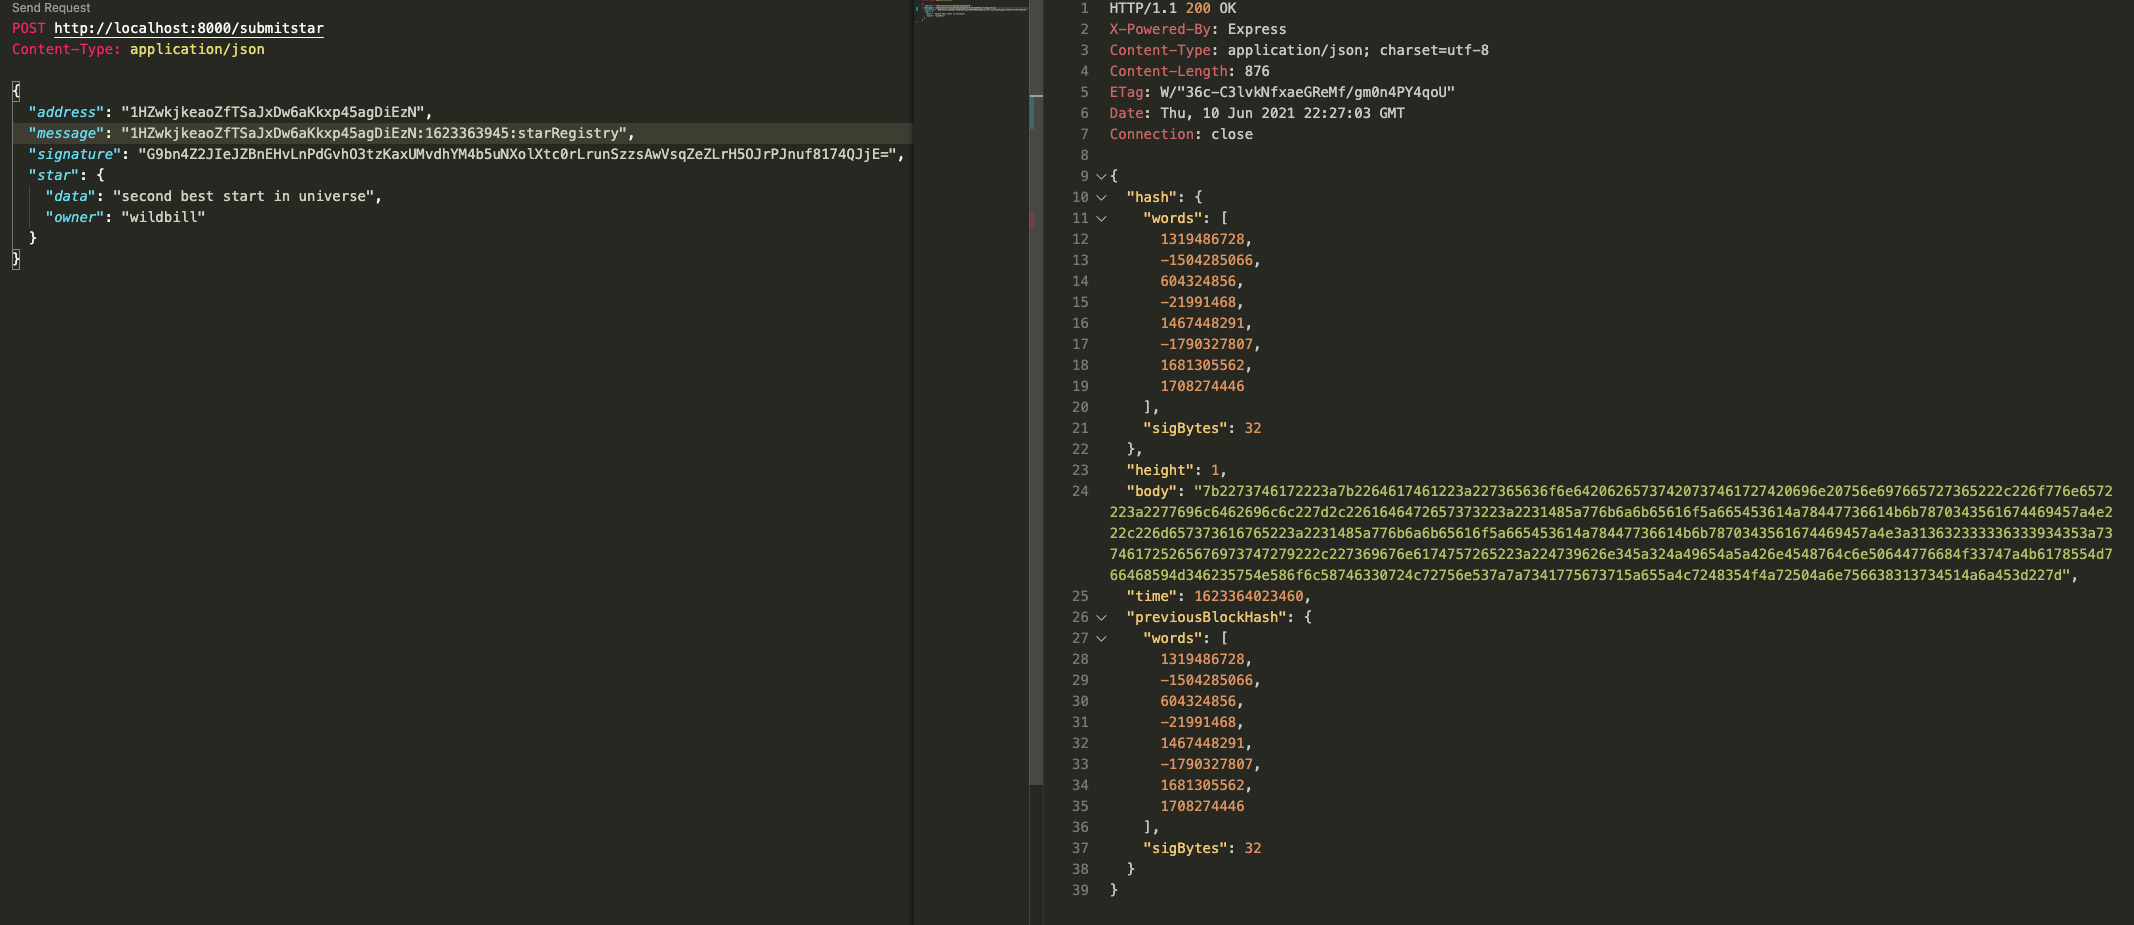 Send Request
POST http://localhost:8000/submitstar
Content-Type: application/json
{
"address": "1HZwkjkeaoZfTSaJxDw6aKkxp45agDiEzN",
"message": "1HZwkjkeaoZfTSaJxDw6aKkxp45agDiEzN:1623363945:starRegistry",
"signature": "G9bn4Z2JIeJZBnEHvLnPdGvhO3tzKaxUMvdhYM4b5uNXolXtc0rLrunSzzsAwVsqZeZLrH5OJrPJnuf8174QJjE=",
"star": {
"data": "second best start in universe",
"owner": "wildbill"
}
}
1 HTTP/1.1 200 OK
2 X-Powered-By: Express
3 Content-Type: application/json; charset=utf-8
4 Content-Length: 876
5 ETag: W/"36c-C3lvkNfxaeGReMf/gm0n4PY4qoU"
6 Date: Thu, 10 Jun 2021 22:27:03 GMT
7 Connection: close
8
9 {
10 "hash": {
11 "words": [
12 1319486728,
13 -1504285066,
14 604324856,
15 -21991468,
16 1467448291,
17 -1790327807,
18 1681305562,
19 1708274446
20 ],
21 "sigBytes": 32
22 },
23 "height": 1,
24 "body": "7b2273746172223a7b2264617461223a227365636f6e64206265737420737461727420696e20756e697665727365222c226f776e6572
223a2277696c6462696c6c227d2c2261646472657373223a2231485a776b6a6b65616f5a665453614a78447736614b6b7870343561674469457a4e2
22c226d657373616765223a2231485a776b6a6b65616f5a665453614a78447736614b6b7870343561674469457a4e3a313632333336333934353a73
7461725265676973747279222c227369676e6174757265223a224739626e345a324a49654a5a426e4548764c6e50644776684f33747a4b6178554d7
66468594d346235754e586f6c58746330724c72756e537a7a7341775673715a655a4c7248354f4a72504a6e756638313734514a6a453d227d",
25 "time": 1623364023460,
26 "previousBlockHash": {
27 "words": [
28 1319486728,
29 -1504285066,
30 604324856,
31 -21991468,
32 1467448291,
33 -1790327807,
34 1681305562,
35 1708274446
36 ],
37 "sigBytes": 32
38 }
39 }